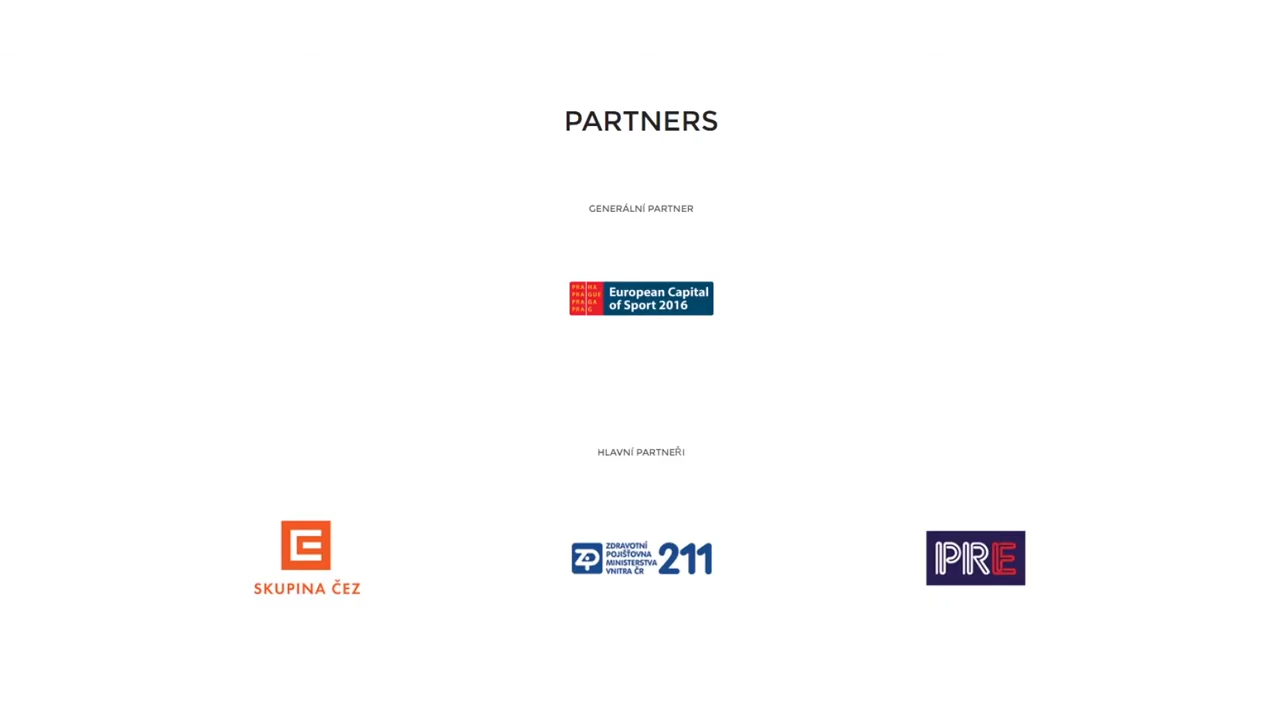 PARTNERS
GENERÁLNÍ PARTNER
PRA HA
PRA GUE
PRA GA
PRA G
European Capital
of Sport 2016
HLAVNÍ PARTNEŘI
SKUPINA ČEZ
ZP
ZDRAVOTNÍ
POJIŠŤOVNA
MINISTERSTVA
VNITRA ČR
211
PRE